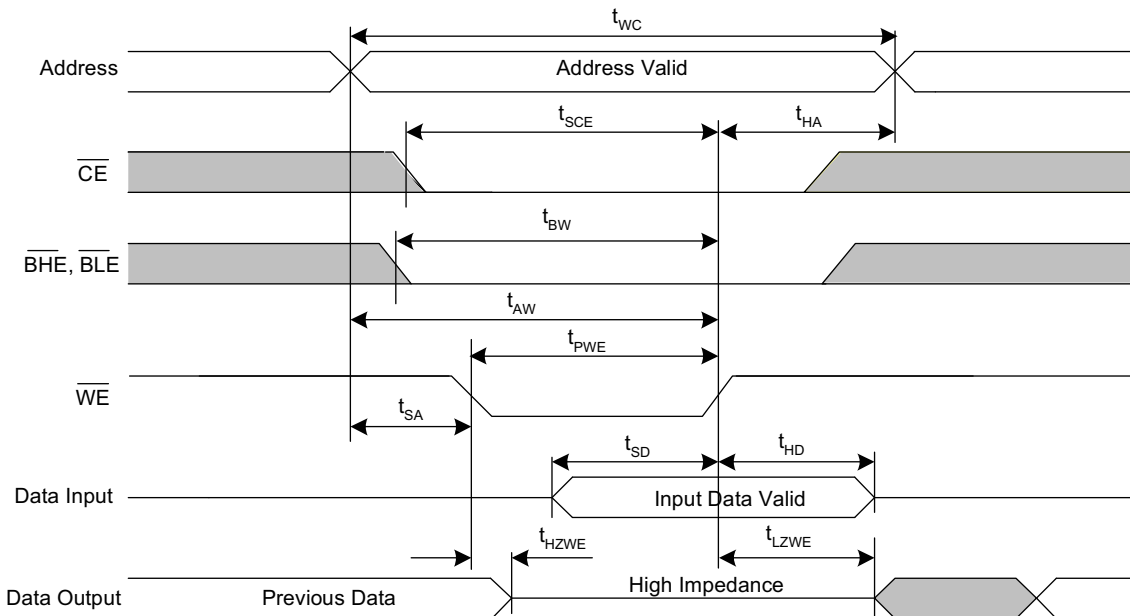 tWC
Address
Address Valid
tSCE
tHA
CE
tBW
BHE, BLE
tAW
tPWE
WE
tSA
tSD
tHD
Data Input
Input Data Valid
tHZWE
tLZWE
Data Output
Previous Data
High Impedance